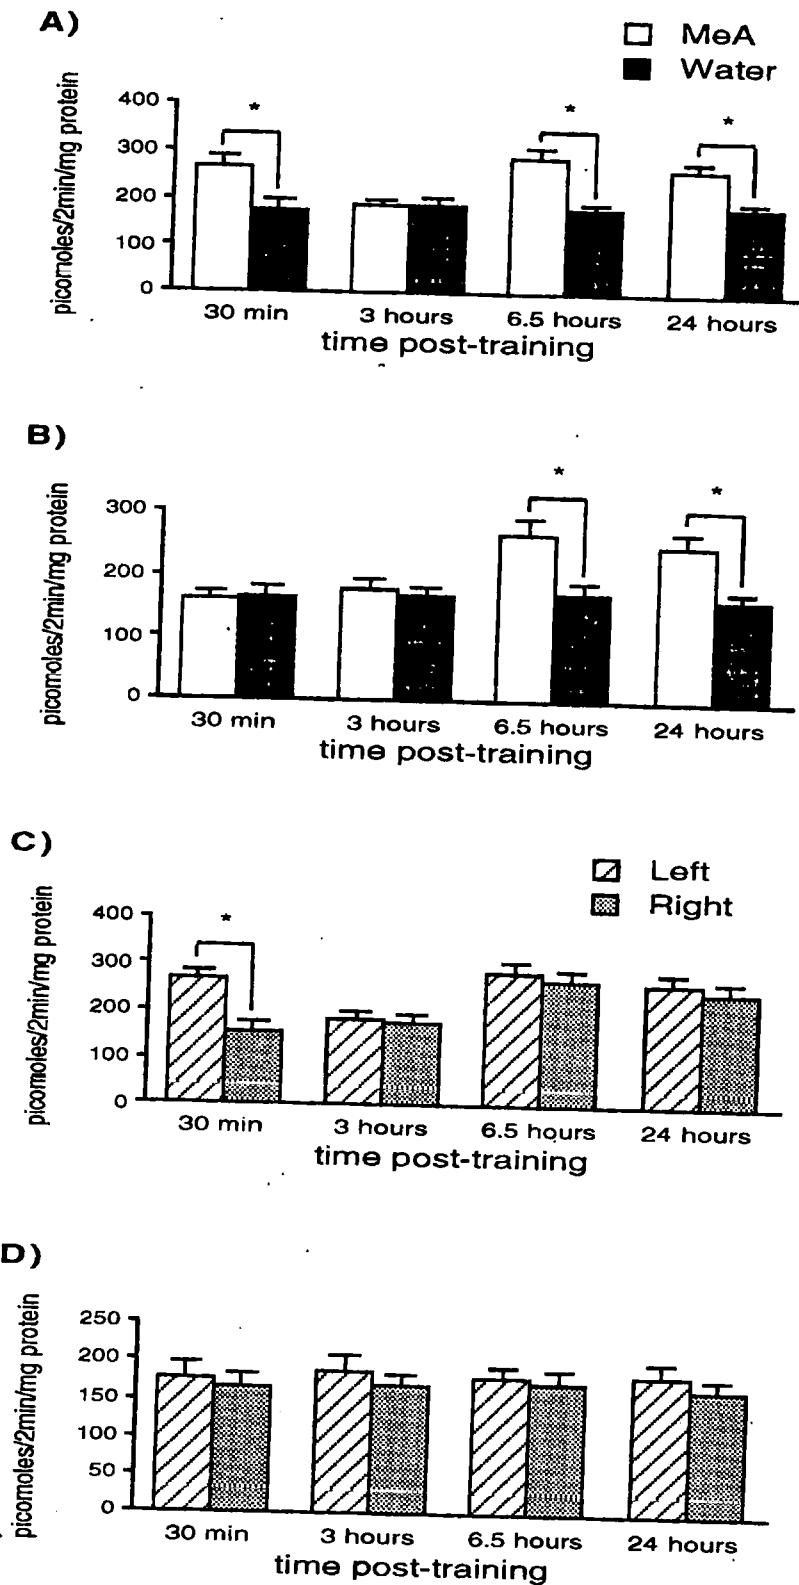 A)
MeA
Water
picomoles/2min/mg protein
400
300
200
100
0
*
*
*
30 min 3 hours 6.5 hours 24 hours
time post-training
B)
picomoles/2min/mg protein
300
200
100
0
*
*
30 min 3 hours 6.5 hours 24 hours
time post-training
C)
Left
Right
picomoles/2min/mg protein
400
300
200
100
0
*
30 min 3 hours 6.5 hours 24 hours
time post-training
D)
picomoles/2min/mg protein
250
200
150
100
50
0
30 min 3 hours 6.5 hours 24 hours
time post-training